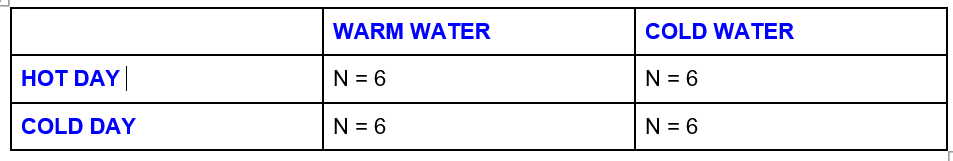 WARM WATER COLD WATER
HOT DAY N = 6 N = 6
COLD DAY N = 6 N = 6